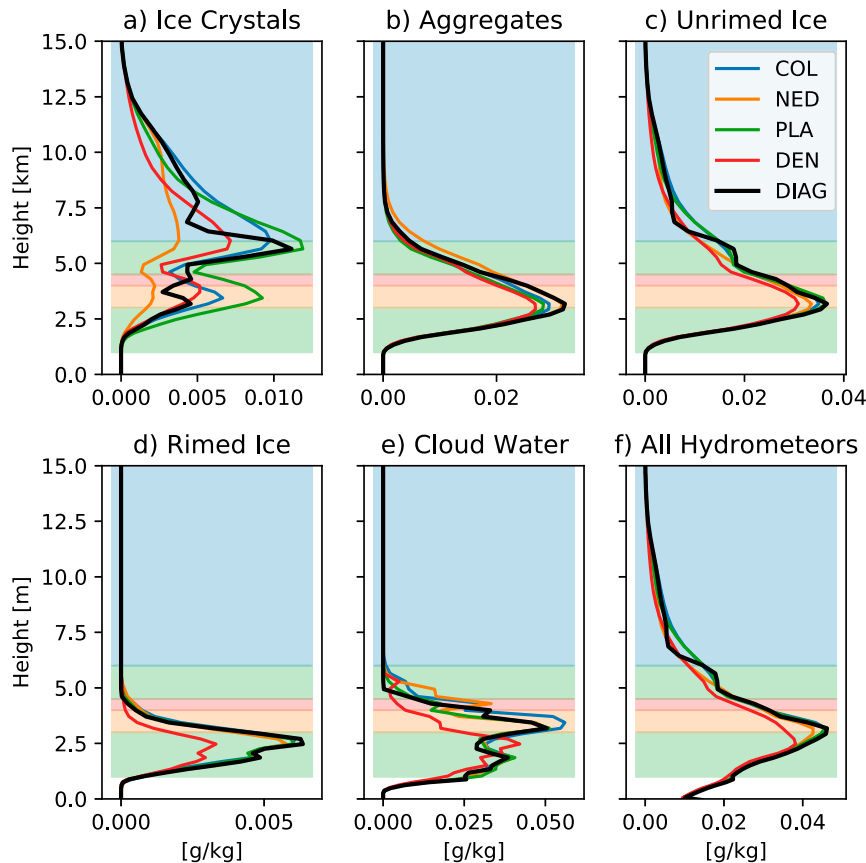 a) Ice Crystals
b) Aggregates
c) Unrimed Ice
15.0
12.5
10.0
7.5
5.0
2.5
0.0
Height [km]
COL
NED
PLA
DEN
DIAG
0.000
0.005
0.010
0.00
0.02
0.00
0.02
0.04
d) Rimed Ice
e) Cloud Water
f) All Hydrometeors
15.0
12.5
10.0
7.5
5.0
2.5
0.0
Height [m]
0.000
0.005
0.000
0.025
0.050
0.00
0.02
0.04
[g/kg]
[g/kg]
[g/kg]